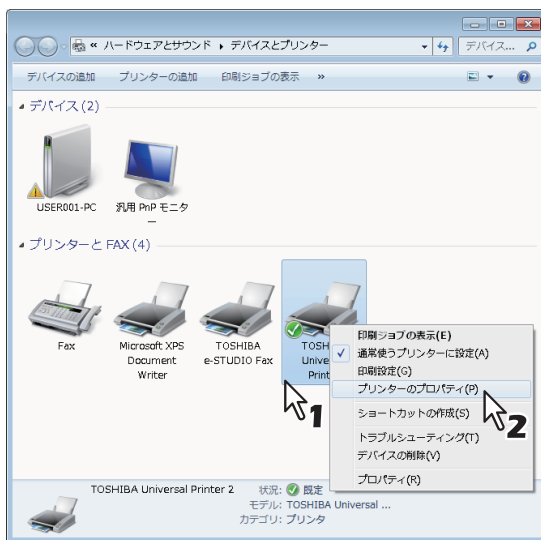 « ハードウェアとサウンド ▸ デバイスとプリンター
デバイス...
デバイスの追加 プリンターの追加 印刷ジョブの表示 »
デバイス (2)
USER001-PC
汎用 PnP モニタ
ー
プリンターと FAX (4)
Fax
Microsoft XPS
Document
Writer
TOSHIBA
e-STUDIO Fax
TOSH
Unive
Print
印刷ジョブの表示(E)
通常使うプリンターに設定(A)
印刷設定(G)
プリンターのプロパティ(P)
ショートカットの作成(S)
トラブルシューティング(T)
デバイスの削除(V)
プロパティ(R)
1
2
TOSHIBA Universal Printer 2 状況: 既定
モデル: TOSHIBA Universal ...
カテゴリ: プリンタ